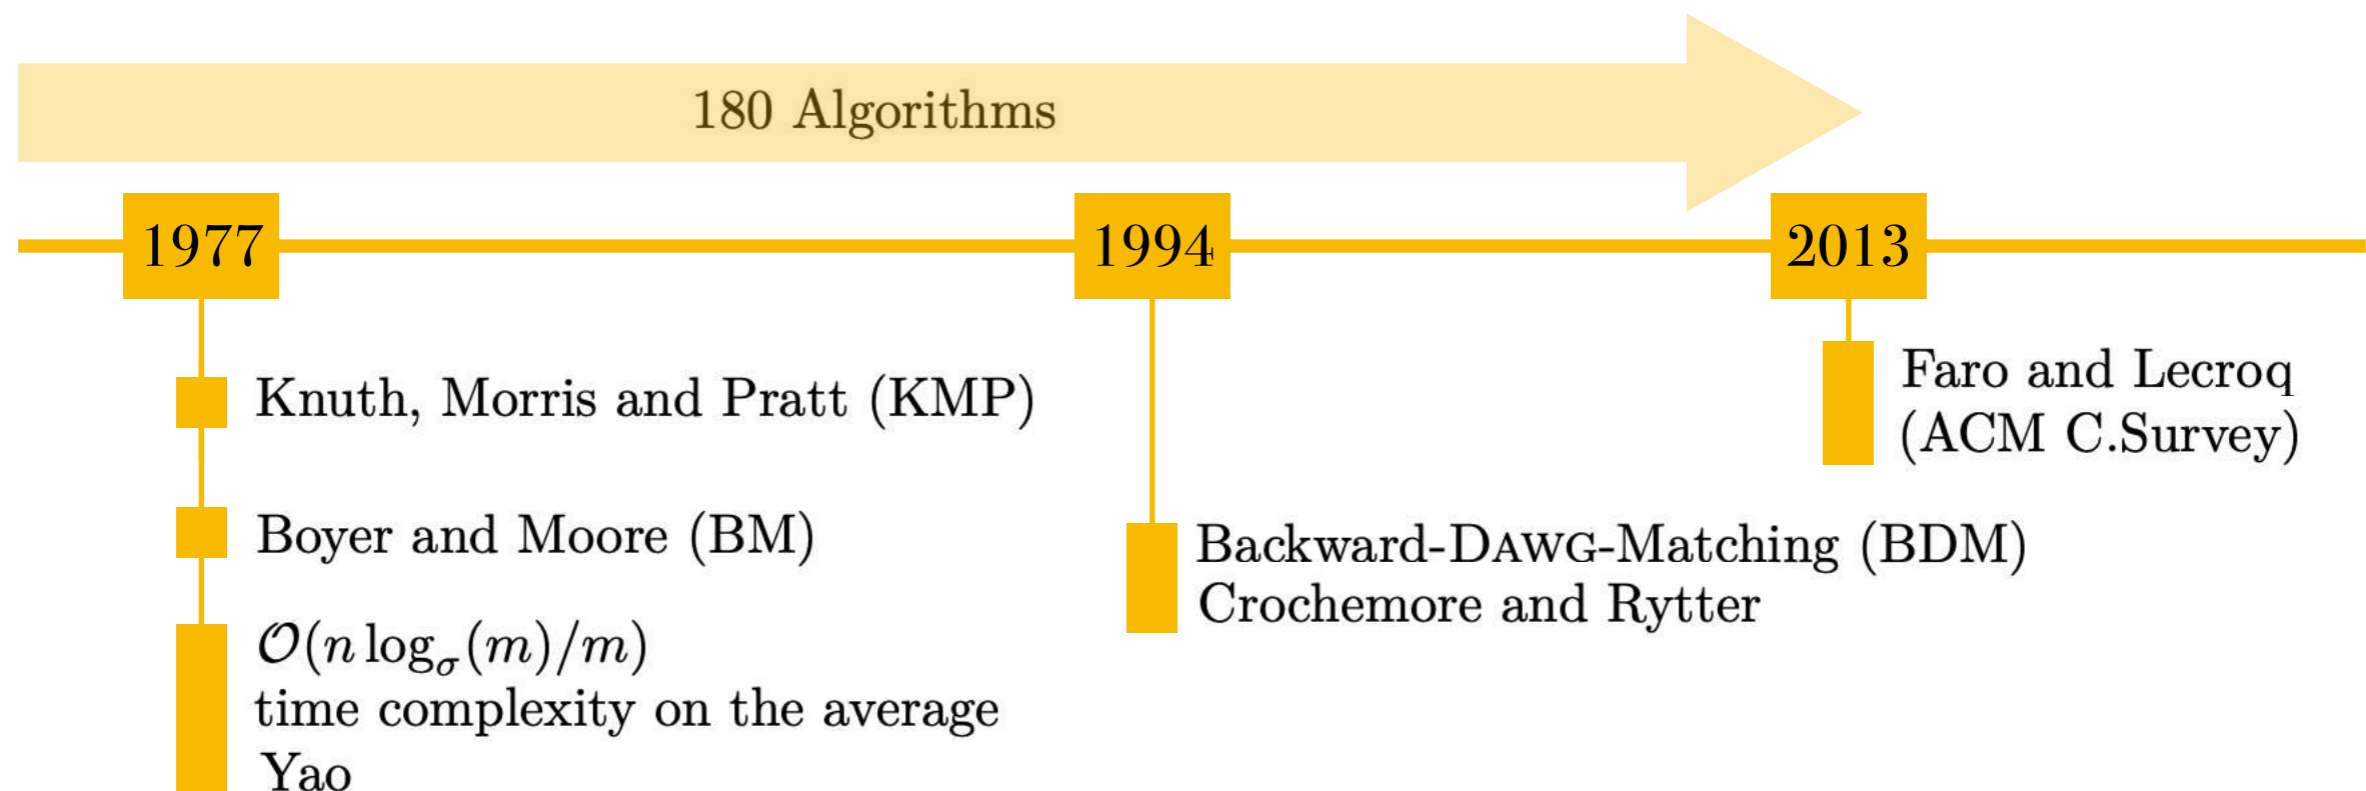 180 Algorithms
1977
1994
2013
Knuth, Morris and Pratt (KMP)
Boyer and Moore (BM)
𝒪(n log_σ(m)/m)
time complexity on the average
Yao
Backward-DAWG-Matching (BDM)
Crochemore and Rytter
Faro and Lecroq
(ACM C.Survey)